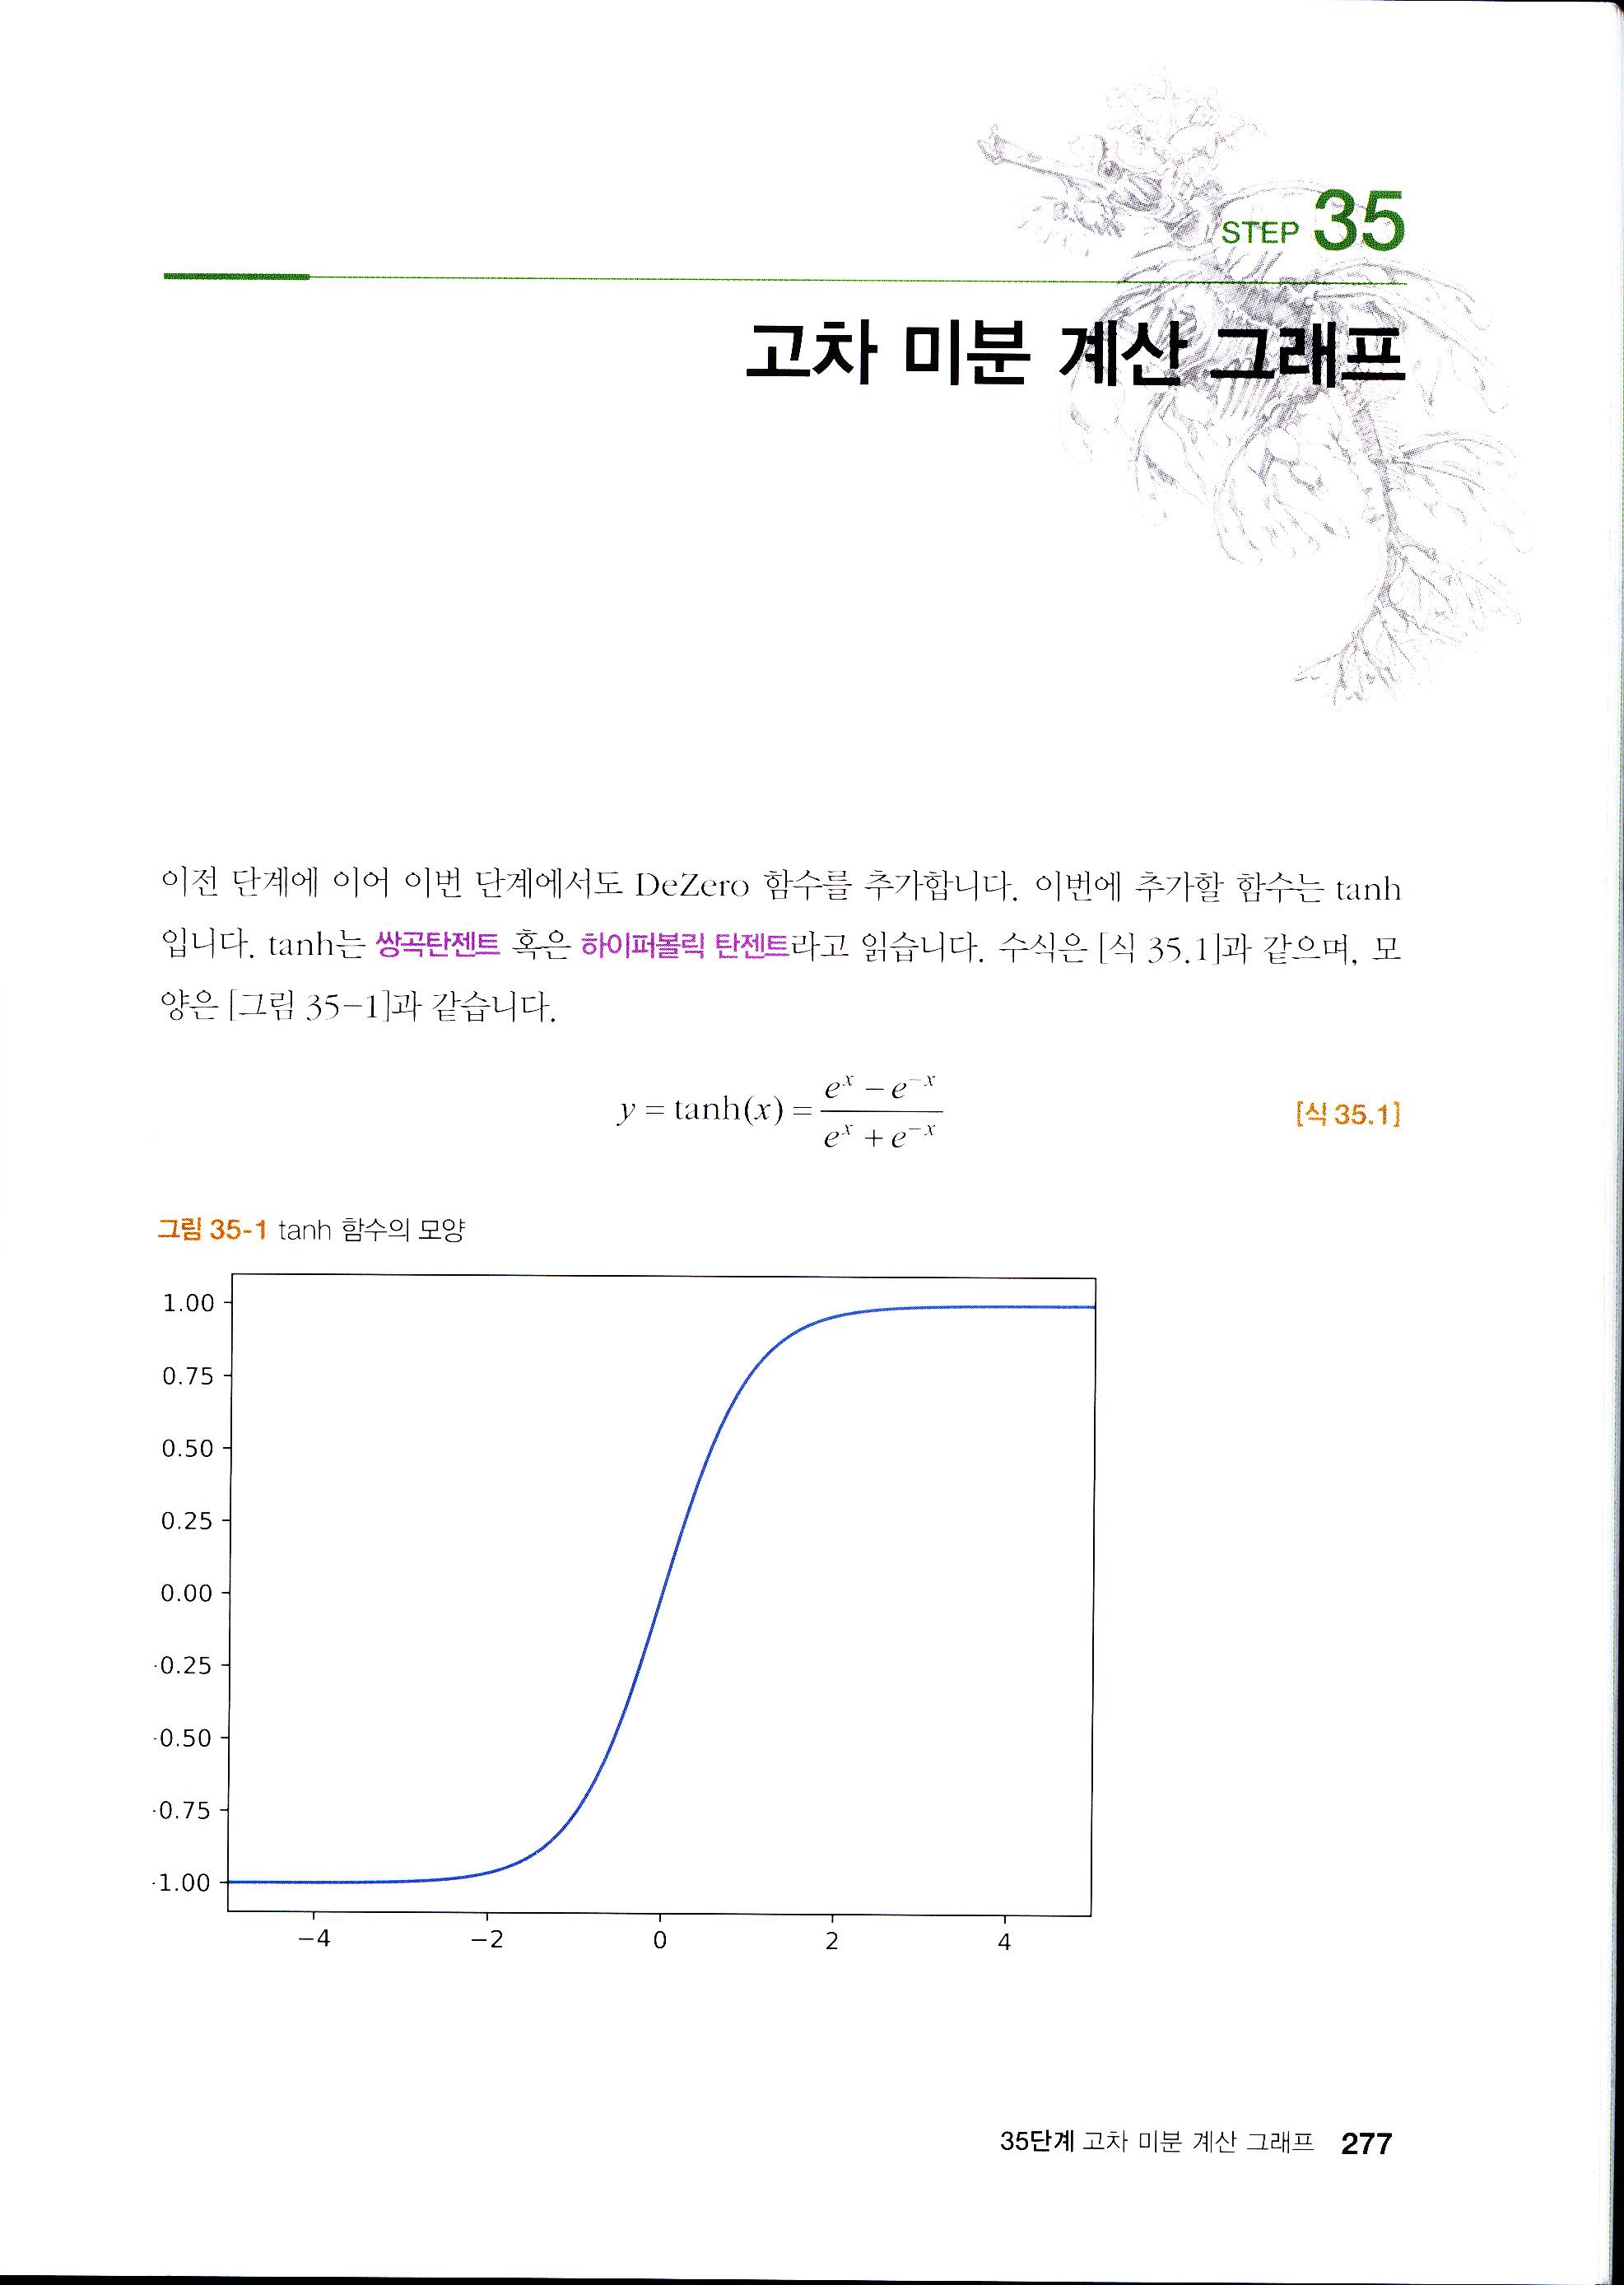 STEP 35
고차 미분 계산 그래프
이전 단계에 이어 이번 단계에서도 DeZero 함수를 추가합니다. 이번에 추가할 함수는 tanh
입니다. tanh는 쌍곡탄젠트 혹은 하이퍼볼릭 탄젠트라고 읽습니다. 수식은 [식 35.1]과 같으며, 모
양은 [그림 35-1]과 같습니다.
y = tanh(x) = (e^x − e^−x) / (e^x + e^−x) [식 35.1]
그림 35-1 tanh 함수의 모양
1.00
0.75
0.50
0.25
0.00
-0.25
-0.50
-0.75
-1.00
−4 −2 0 2 4
35단계 고차 미분 계산 그래프 277